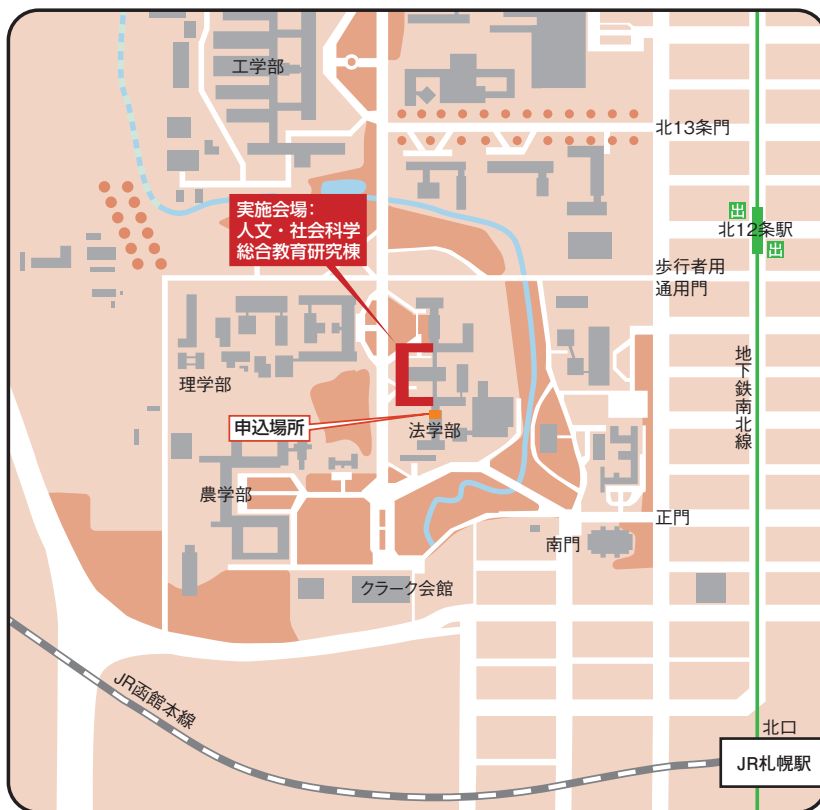 工学部
北13条門
実施会場：
人文・社会科学
総合教育研究棟
出
北12条駅
出
歩行者用
通用門
地下鉄南北線
理学部
申込場所
法学部
農学部
正門
南門
クラーク会館
JR函館本線
北口
JR札幌駅